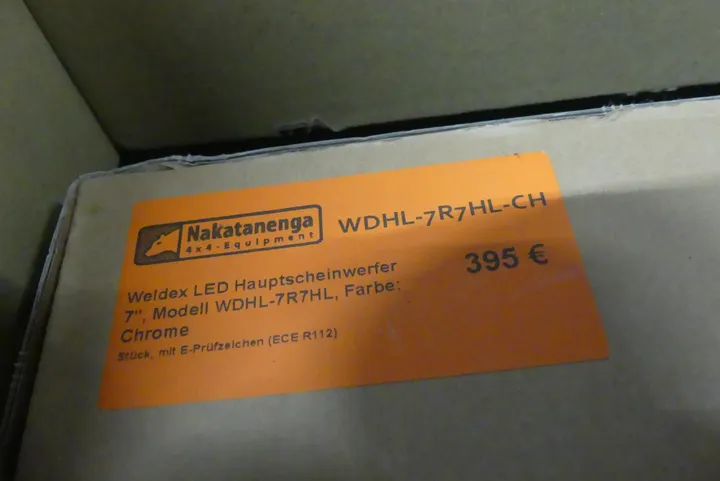 Nakatanenga
4x4-Equipment
WDHL-7R7HL-CH
Weldex LED Hauptscheinwerfer
7", Modell WDHL-7R7HL, Farbe:
Chrome
Stück, mit E-Prüfzeichen (ECE R112)
395 €